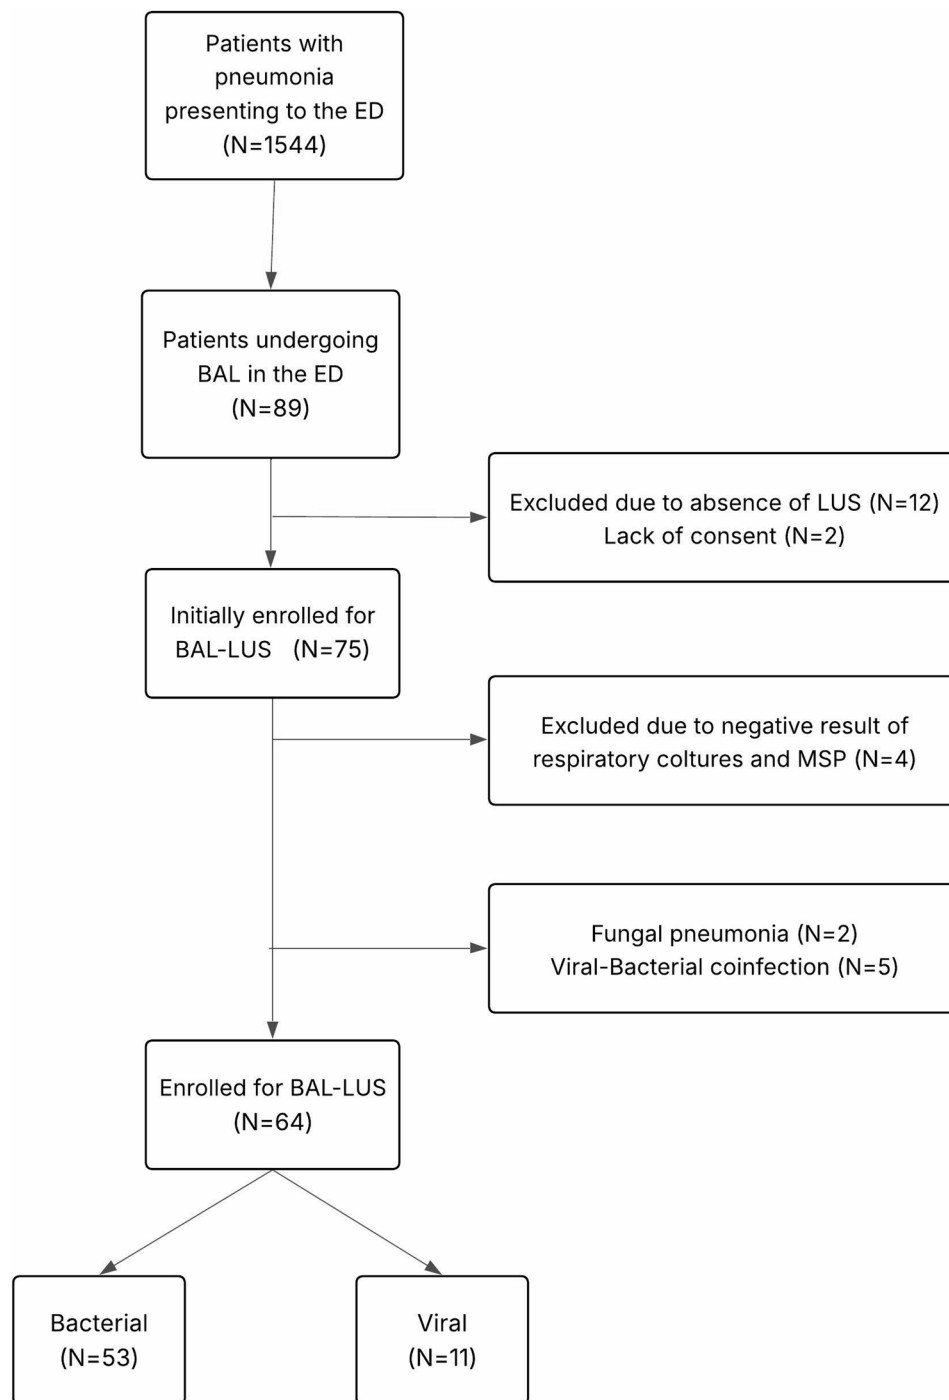 Patients with
pneumonia
presenting to the ED
(N=1544)
Patients undergoing
BAL in the ED
(N=89)
Excluded due to absence of LUS (N=12)
Lack of consent (N=2)
Initially enrolled for
BAL-LUS (N=75)
Excluded due to negative result of
respiratory coltures and MSP (N=4)
Fungal pneumonia (N=2)
Viral-Bacterial coinfection (N=5)
Enrolled for BAL-LUS
(N=64)
Bacterial
(N=53)
Viral
(N=11)